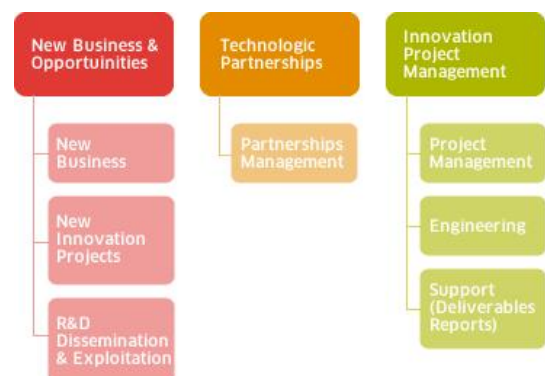 New Business &
Opportuinities
New
Business
New
Innovation
Projects
R&D
Dissemination
& Exploitation
Technologic
Partnerships
Partnerships
Management
Innovation
Project
Management
Project
Management
Engineering
Support
(Deliverables
Reports)